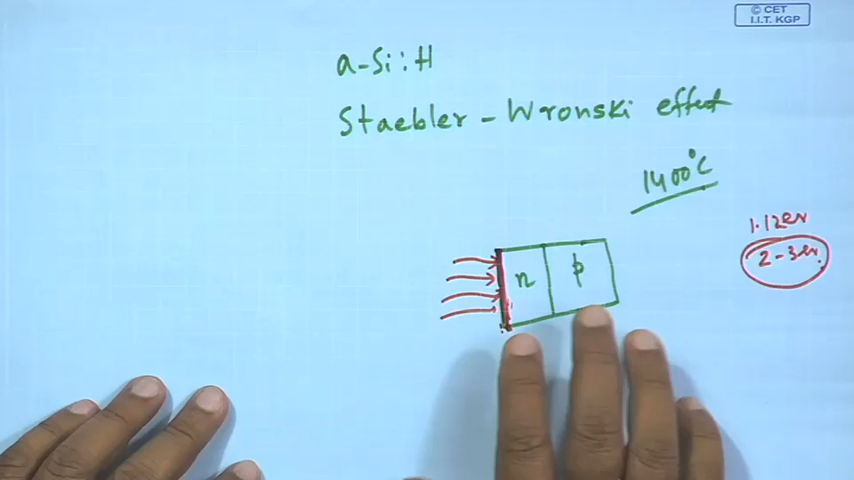 © CET
I.I.T. KGP
a-Si:H
Staebler-Wronski effect
1400°C
1.12ev
2-3ev.
n
p